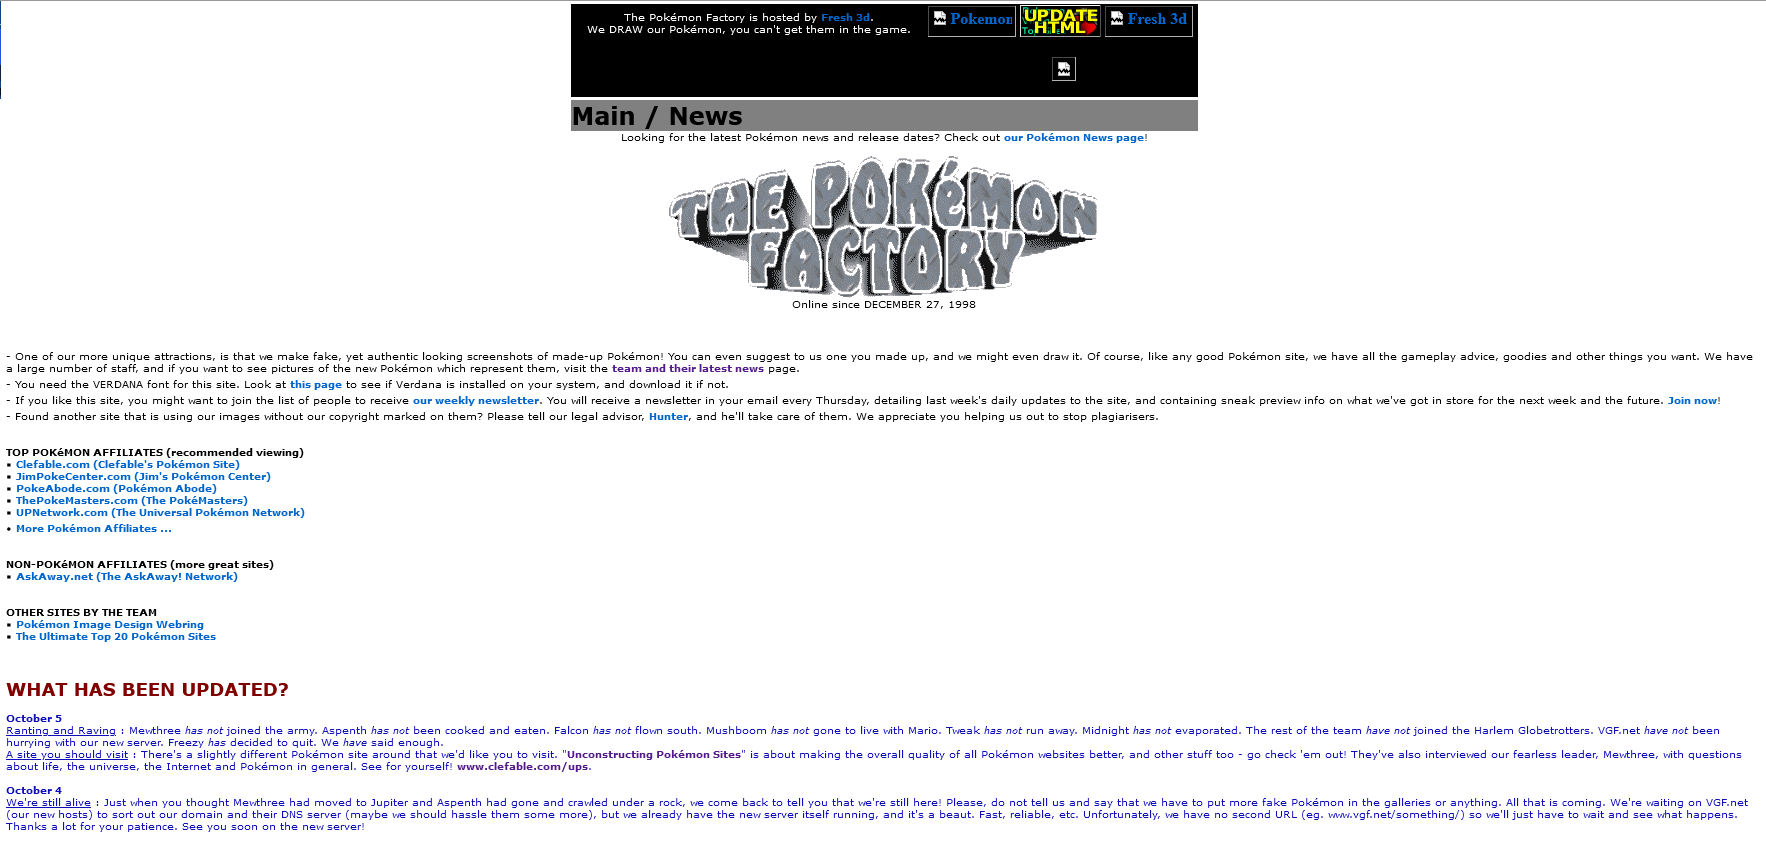 The Pokémon Factory is hosted by Fresh 3d.
We DRAW our Pokémon, you can't get them in the game.
Pokemon
UPDATE
HTML
Fresh 3d
Main / News
Looking for the latest Pokémon news and release dates? Check out our Pokémon News page!
THE POKéMON
FACTORY
Online since DECEMBER 27, 1998
- One of our more unique attractions, is that we make fake, yet authentic looking screenshots of made-up Pokémon! You can even suggest to us one you made up, and we might even draw it. Of course, like any good Pokémon site, we have all the gameplay advice, goodies and other things you want. We have
a large number of staff, and if you want to see pictures of the new Pokémon which represent them, visit the team and their latest news page.
- You need the VERDANA font for this site. Look at this page to see if Verdana is installed on your system, and download it if not.
- If you like this site, you might want to join the list of people to receive our weekly newsletter. You will receive a newsletter in your email every Thursday, detailing last week's daily updates to the site, and containing sneak preview info on what we've got in store for the next week and the future. Join now!
- Found another site that is using our images without our copyright marked on them? Please tell our legal advisor, Hunter, and he'll take care of them. We appreciate you helping us out to stop plagiarisers.
TOP POKéMON AFFILIATES (recommended viewing)
▪ Clefable.com (Clefable's Pokémon Site)
▪ JimPokeCenter.com (Jim's Pokémon Center)
▪ PokeAbode.com (Pokémon Abode)
▪ ThePokeMasters.com (The PokéMasters)
▪ UPNetwork.com (The Universal Pokémon Network)
• More Pokémon Affiliates ...
NON-POKéMON AFFILIATES (more great sites)
▪ AskAway.net (The AskAway! Network)
OTHER SITES BY THE TEAM
▪ Pokémon Image Design Webring
▪ The Ultimate Top 20 Pokémon Sites
WHAT HAS BEEN UPDATED?
October 5
Ranting and Raving : Mewthree has not joined the army. Aspenth has not been cooked and eaten. Falcon has not flown south. Mushboom has not gone to live with Mario. Tweak has not run away. Midnight has not evaporated. The rest of the team have not joined the Harlem Globetrotters. VGF.net have not been
hurrying with our new server. Freezy has decided to quit. We have said enough.
A site you should visit : There's a slightly different Pokémon site around that we'd like you to visit. "Unconstructing Pokémon Sites" is about making the overall quality of all Pokémon websites better, and other stuff too - go check 'em out! They've also interviewed our fearless leader, Mewthree, with questions
about life, the universe, the Internet and Pokémon in general. See for yourself! www.clefable.com/ups.
October 4
We're still alive : Just when you thought Mewthree had moved to Jupiter and Aspenth had gone and crawled under a rock, we come back to tell you that we're still here! Please, do not tell us and say that we have to put more fake Pokémon in the galleries or anything. All that is coming. We're waiting on VGF.net
(our new hosts) to sort out our domain and their DNS server (maybe we should hassle them some more), but we already have the new server itself running, and it's a beaut. Fast, reliable, etc. Unfortunately, we have no second URL (eg. www.vgf.net/something/) so we'll just have to wait and see what happens.
Thanks a lot for your patience. See you soon on the new server!